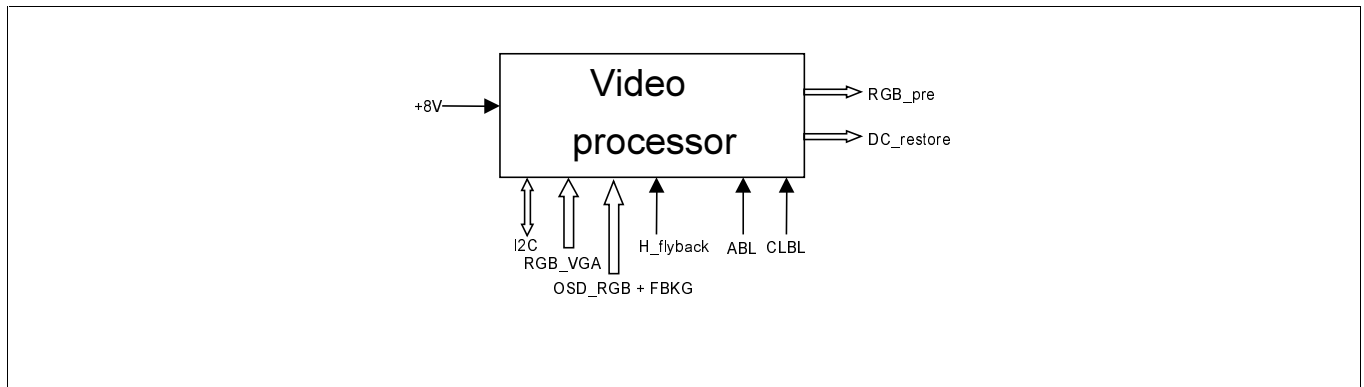 Video
processor
+8V
RGB_pre
DC_restore
I2C
RGB_VGA
OSD_RGB + FBKG
H_flyback
ABL
CLBL